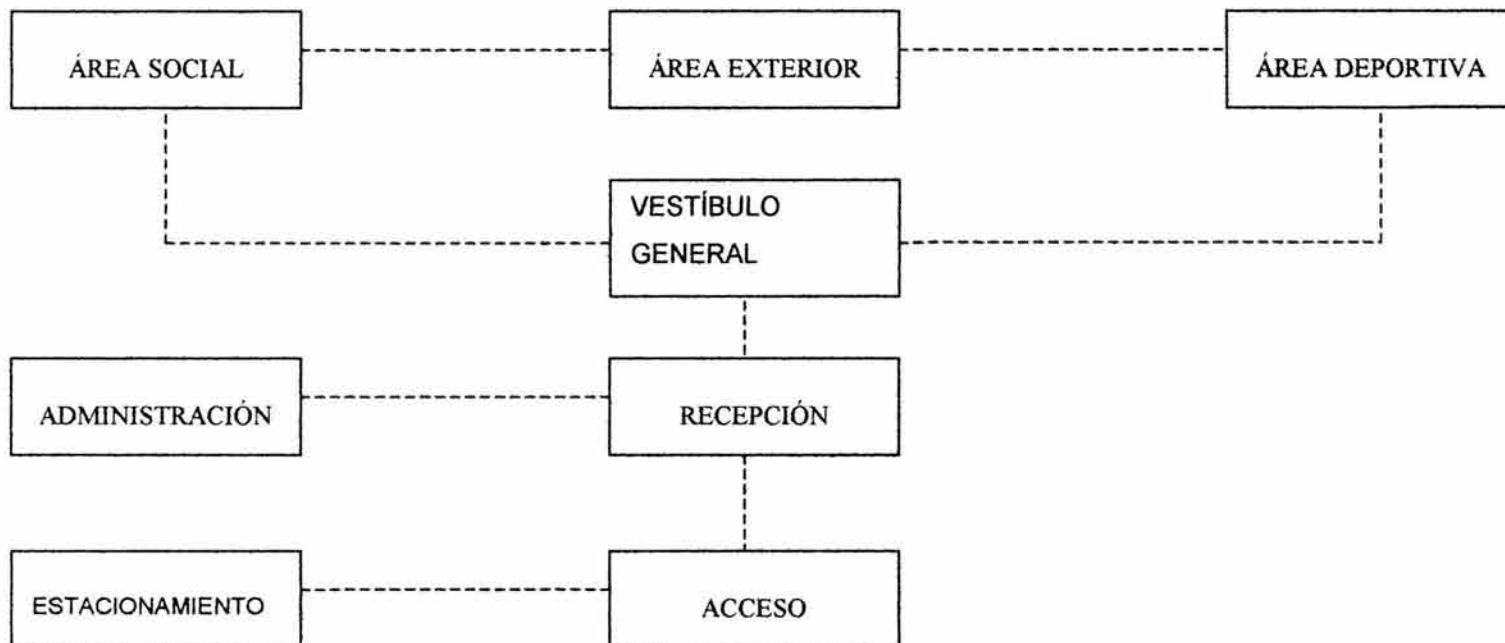 ÁREA SOCIAL
ÁREA EXTERIOR
ÁREA DEPORTIVA
VESTÍBULO
GENERAL
ADMINISTRACIÓN
RECEPCIÓN
ESTACIONAMIENTO
ACCESO